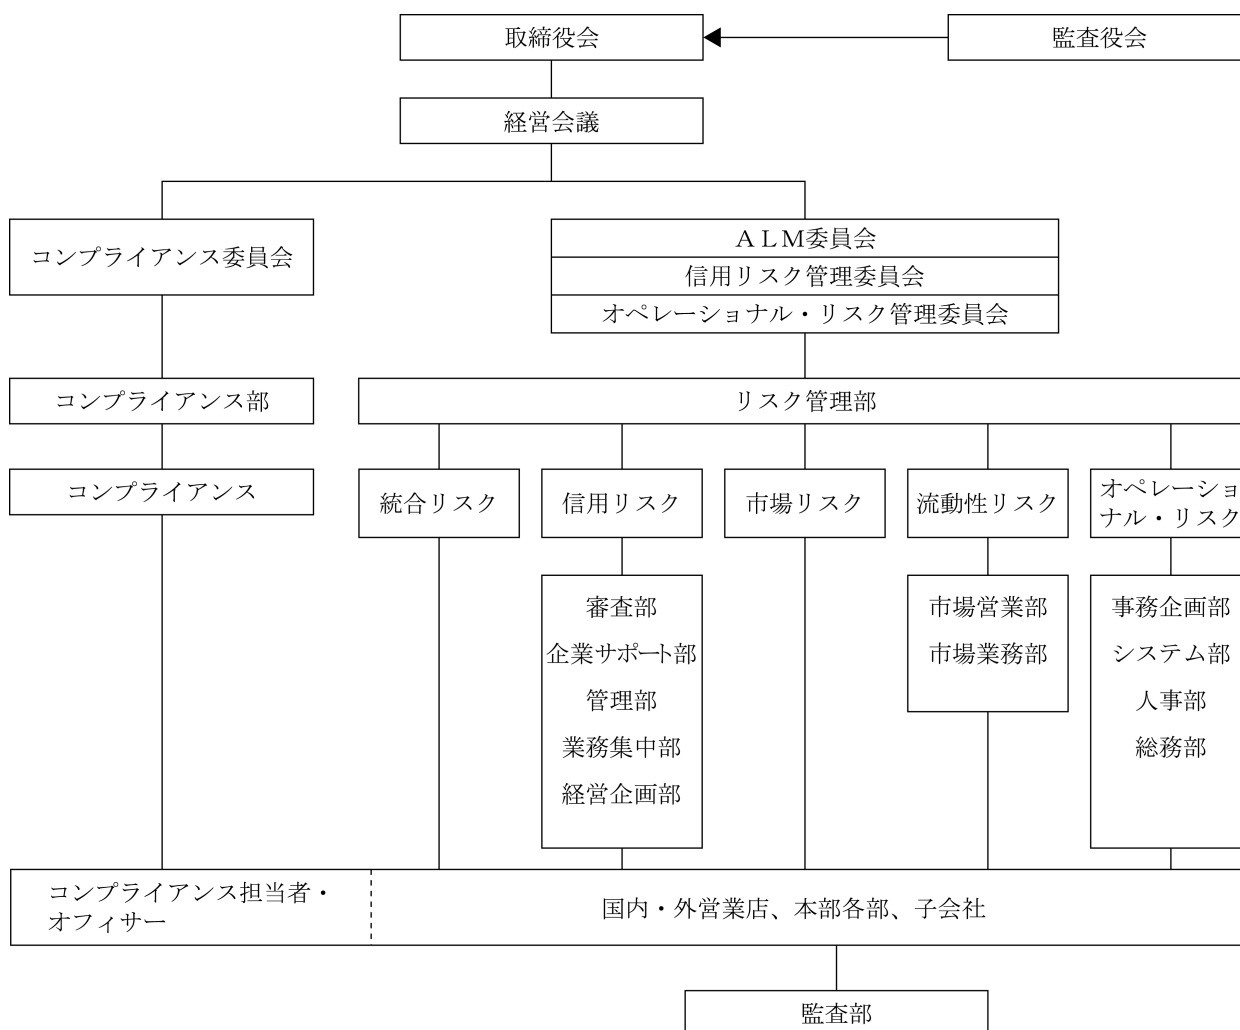 取締役会
監査役会
経営会議
コンプライアンス委員会
ＡＬＭ委員会
信用リスク管理委員会
オペレーショナル・リスク管理委員会
コンプライアンス部
リスク管理部
コンプライアンス
統合リスク
信用リスク
市場リスク
流動性リスク
オペレーショ
ナル・リスク
審査部
企業サポート部
管理部
業務集中部
経営企画部
市場営業部
市場業務部
事務企画部
システム部
人事部
総務部
コンプライアンス担当者・
オフィサー
国内・外営業店、本部各部、子会社
監査部